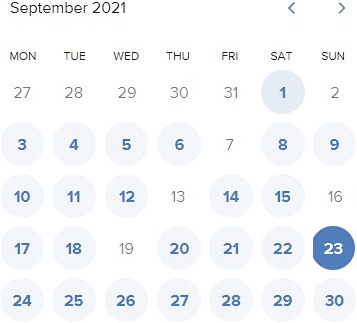 September 2021
MON TUE WED THU FRI SAT SUN
27 28 29 30 31 1 2
3 4 5 6 7 8 9
10 11 12 13 14 15 16
17 18 19 20 21 22 23
24 25 26 27 28 29 30